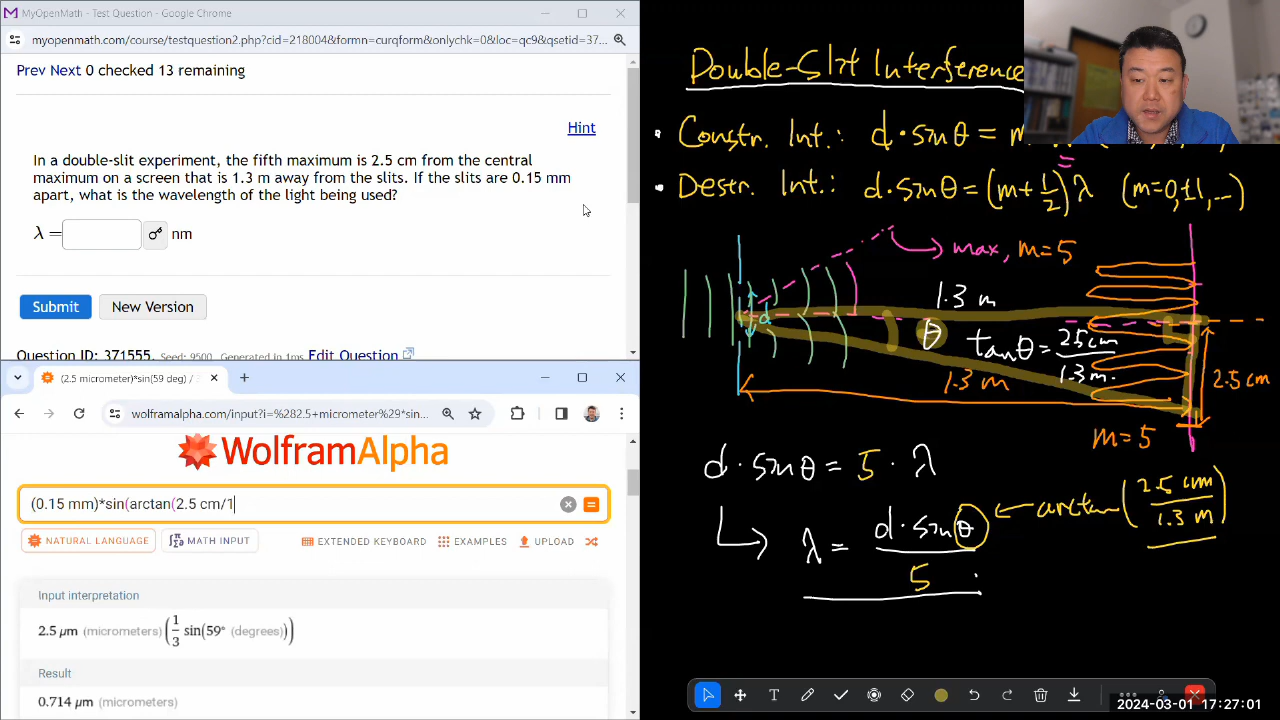 MyOpenMath - Test Question - Google Chrome
myopenmath.com/course/testquestion2.php?cid=218004&formn=curqform&onlychk=0&loc=qc9&qsetid=37...
Prev Next 0 checked 13 remaining
Hint
In a double-slit experiment, the fifth maximum is 2.5 cm from the central
maximum on a screen that is 1.3 m away from the slits. If the slits are 0.15 mm
apart, what is the wavelength of the light being used?
λ =
nm
Submit
New Version
Question ID: 371555. Seed: 9500. Generated in 1ms Edit Question
(2.5 micrometer)*sin(59 deg) / 3
wolframalpha.com/input?i=%282.5+micrometer%29*sin...
WolframAlpha
(0.15 mm)*sin(arctan(2.5 cm/1
NATURAL LANGUAGE
MATH INPUT
EXTENDED KEYBOARD
EXAMPLES
UPLOAD
Input interpretation
2.5 μm (micrometers) (1/3 sin(59° (degrees)))
Result
0.714 μm (micrometers)
Double-Slit Interference
• Constr. Int.: d·sinθ = m
• Destr. Int.: d·sinθ = (m+1/2)λ (m=0,±1,...)
max, m=5
1.3 m
d
θ
tanθ = 2.5cm/1.3m.
1.3 m
2.5 cm
m=5
d·sinθ = 5·λ
λ = d·sinθ/5
← arctan(2.5 cm/1.3 m)
2024-03-01 17:27:01